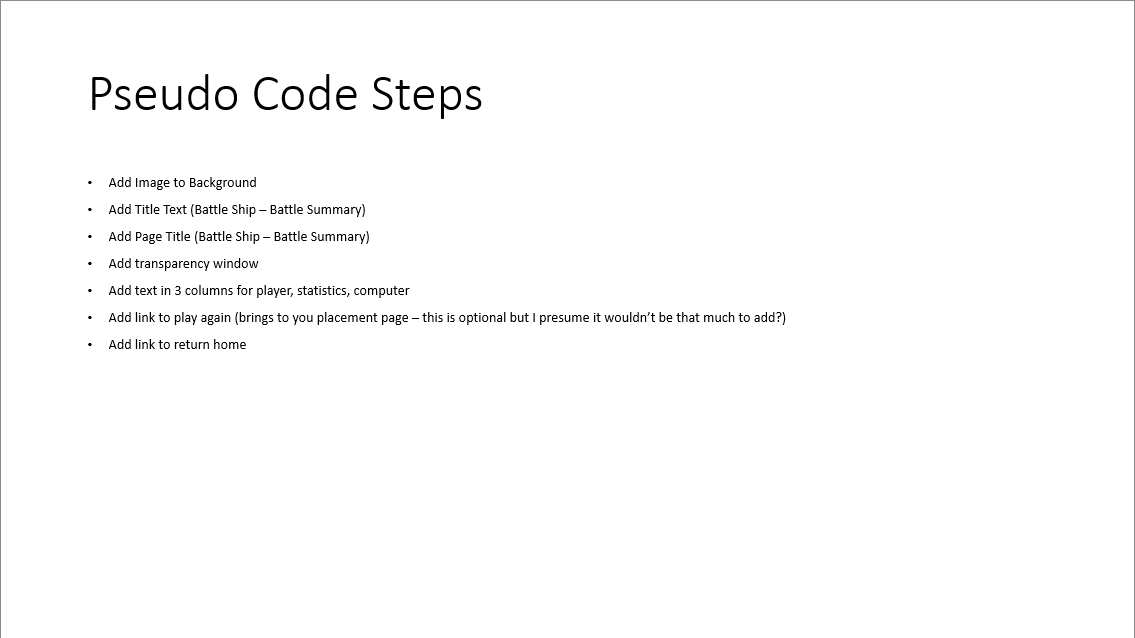 Pseudo Code Steps
• Add Image to Background
• Add Title Text (Battle Ship – Battle Summary)
• Add Page Title (Battle Ship – Battle Summary)
• Add transparency window
• Add text in 3 columns for player, statistics, computer
• Add link to play again (brings to you placement page – this is optional but I presume it wouldn’t be that much to add?)
• Add link to return home